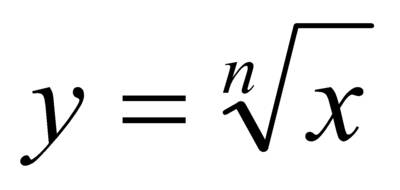 y = ⁿ√x